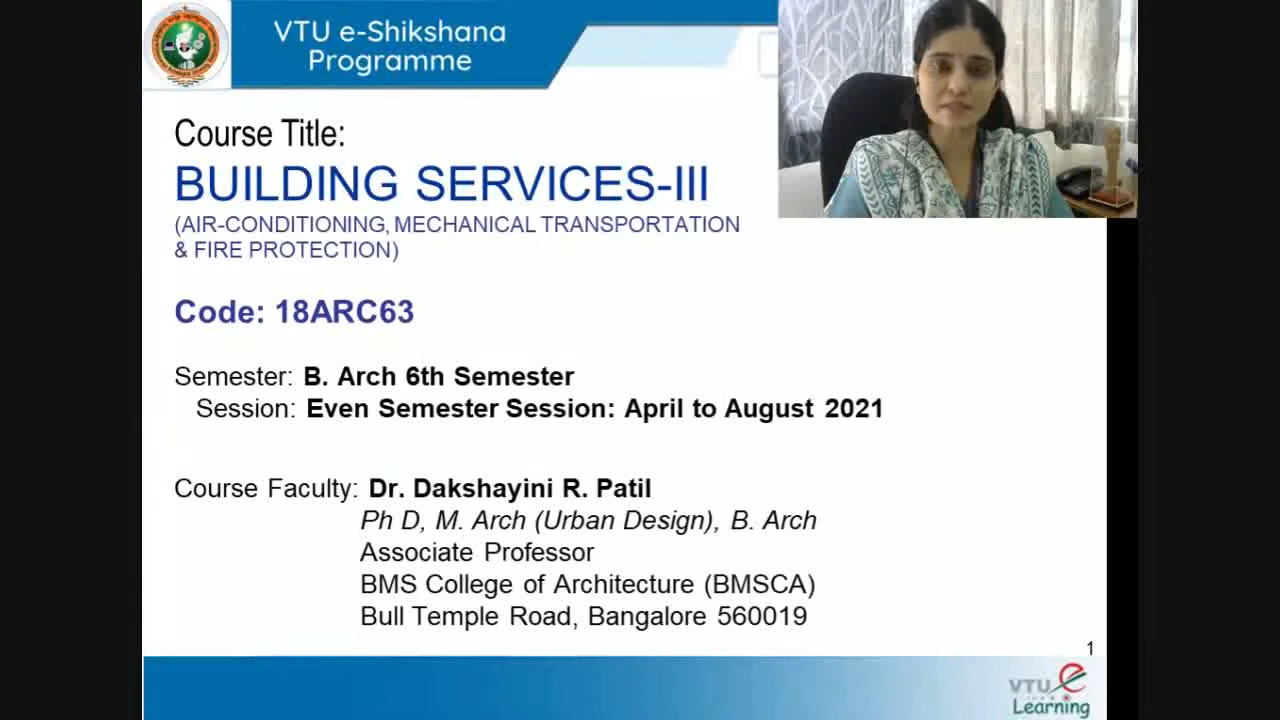 VTU e-Shikshana
Programme
Course Title:
BUILDING SERVICES-III
(AIR-CONDITIONING, MECHANICAL TRANSPORTATION
& FIRE PROTECTION)
Code: 18ARC63
Semester: B. Arch 6th Semester
Session: Even Semester Session: April to August 2021
Course Faculty: Dr. Dakshayini R. Patil
Ph D, M. Arch (Urban Design), B. Arch
Associate Professor
BMS College of Architecture (BMSCA)
Bull Temple Road, Bangalore 560019
1
VTU e
Learning